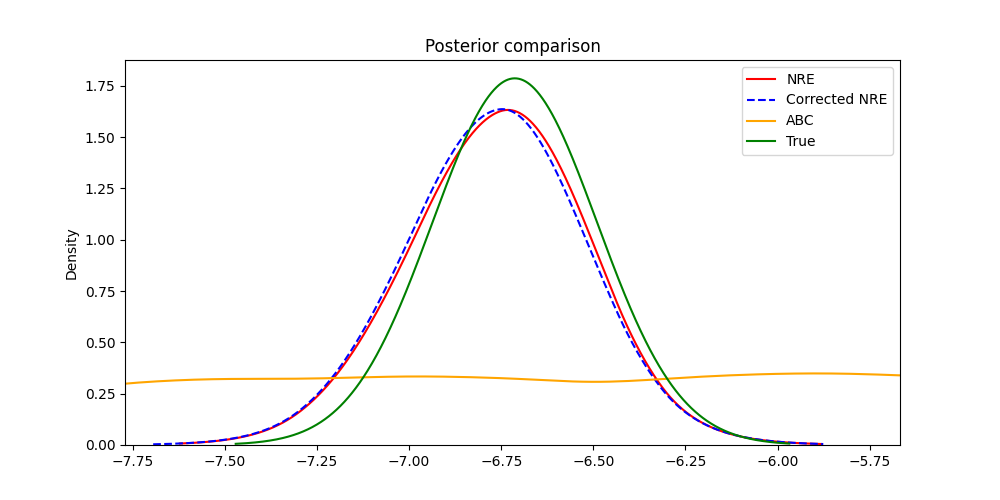 Posterior comparison
NRE
Corrected NRE
ABC
True
Density
1.75
1.50
1.25
1.00
0.75
0.50
0.25
0.00
−7.75 −7.50 −7.25 −7.00 −6.75 −6.50 −6.25 −6.00 −5.75